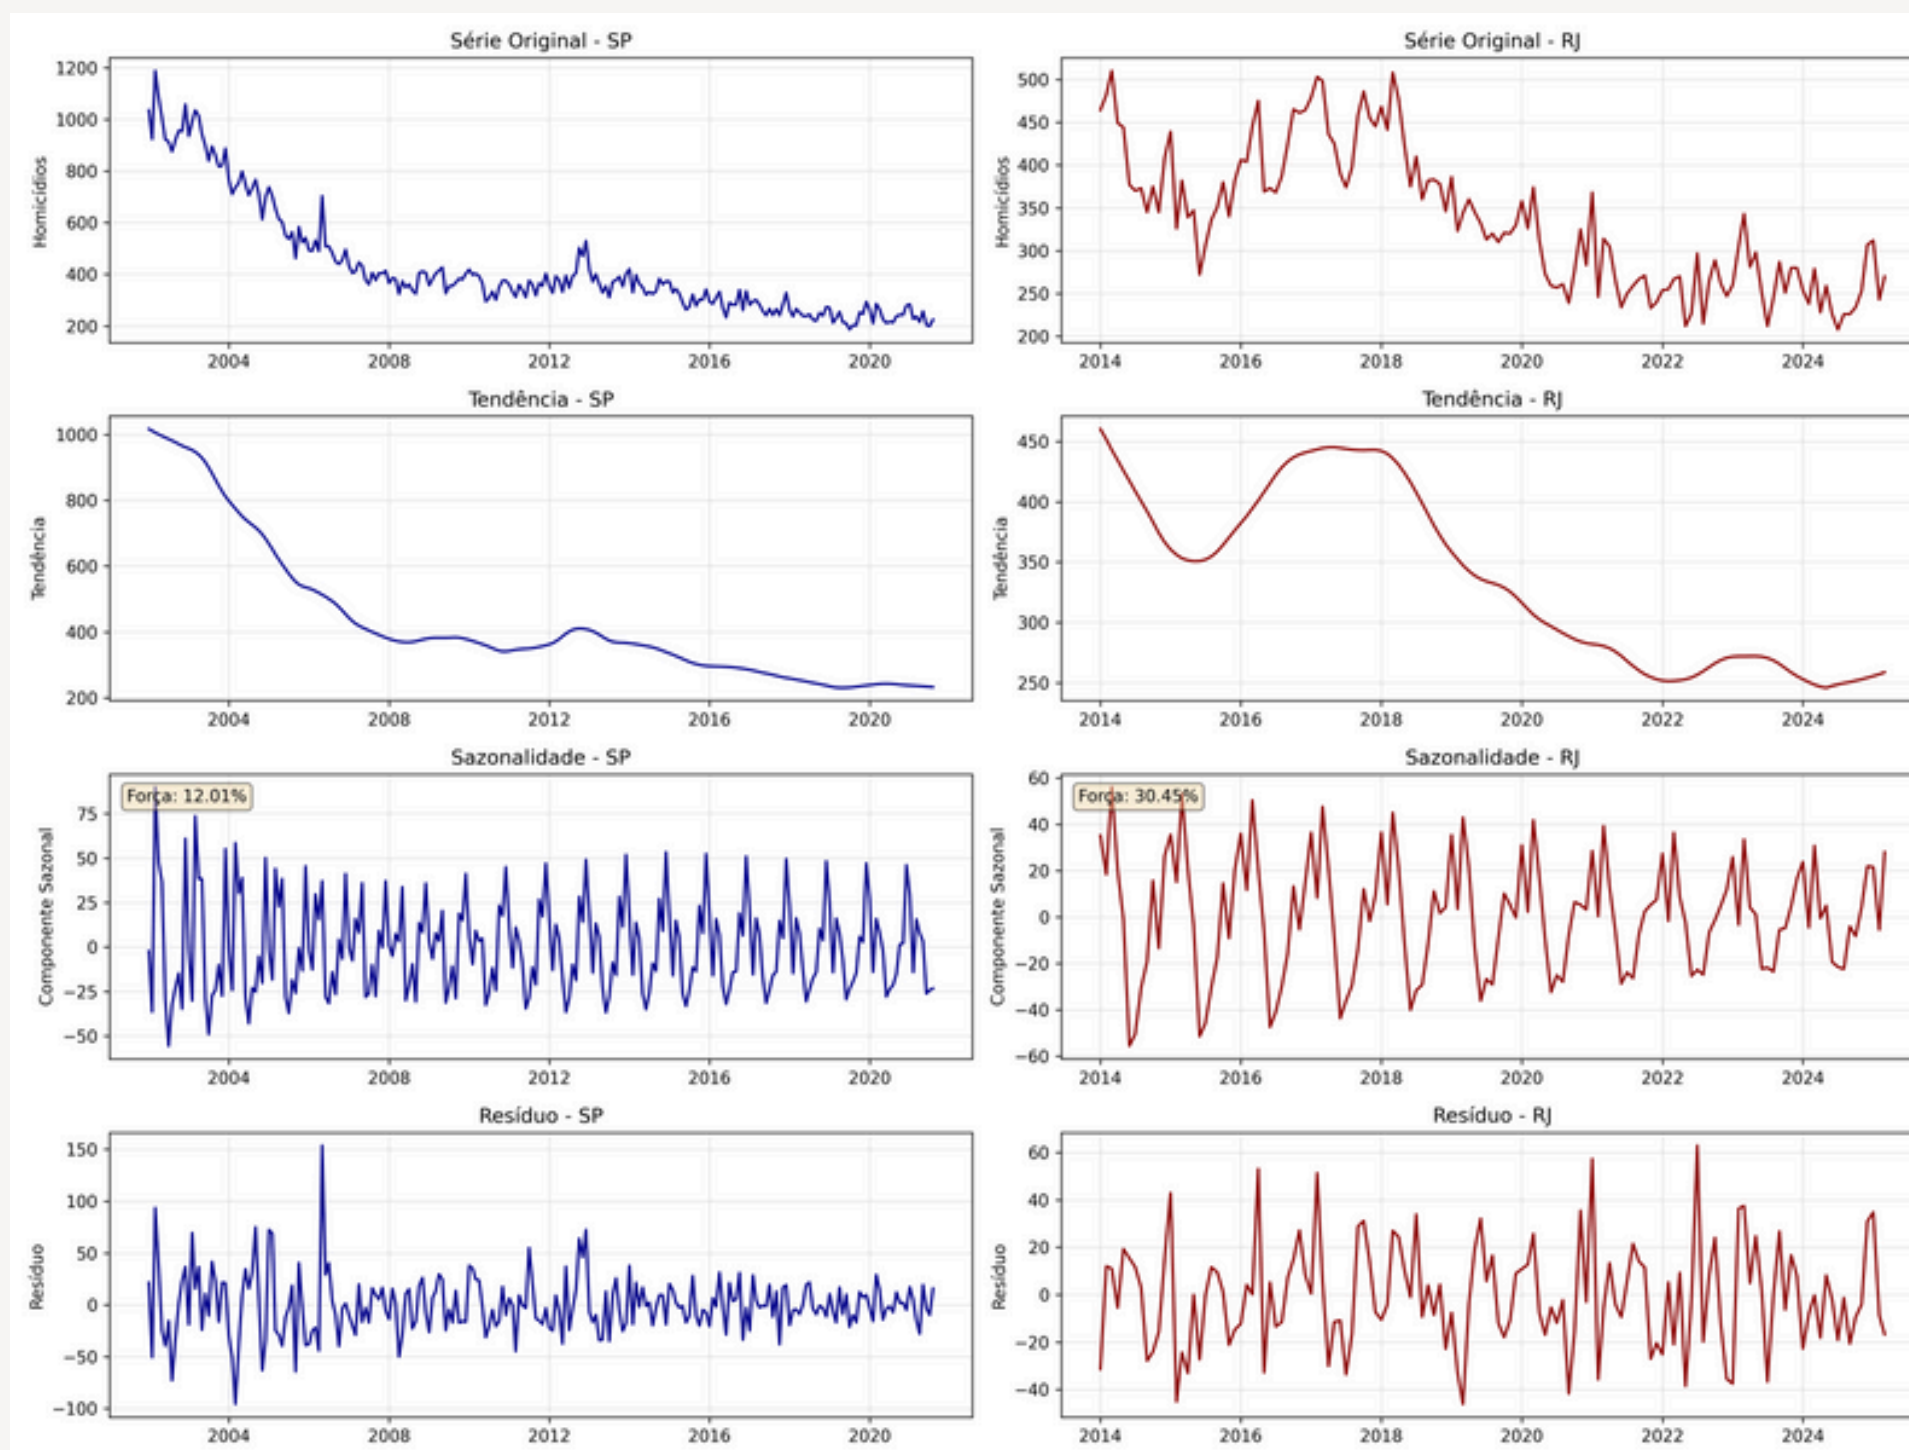 Série Original - SP
1200
1000
800
600
400
200
Homicídios
2004 2008 2012 2016 2020
Série Original - RJ
500
450
400
350
300
250
200
Homicídios
2014 2016 2018 2020 2022 2024
Tendência - SP
1000
800
600
400
200
Tendência
2004 2008 2012 2016 2020
Tendência - RJ
450
400
350
300
250
Tendência
2014 2016 2018 2020 2022 2024
Sazonalidade - SP
Força: 12.01%
75
50
25
0
−25
−50
Componente Sazonal
2004 2008 2012 2016 2020
Sazonalidade - RJ
Força: 30.45%
60
40
20
0
−20
−40
−60
Componente Sazonal
2014 2016 2018 2020 2022 2024
Resíduo - SP
150
100
50
0
−50
−100
Resíduo
2004 2008 2012 2016 2020
Resíduo - RJ
60
40
20
0
−20
−40
Resíduo
2014 2016 2018 2020 2022 2024